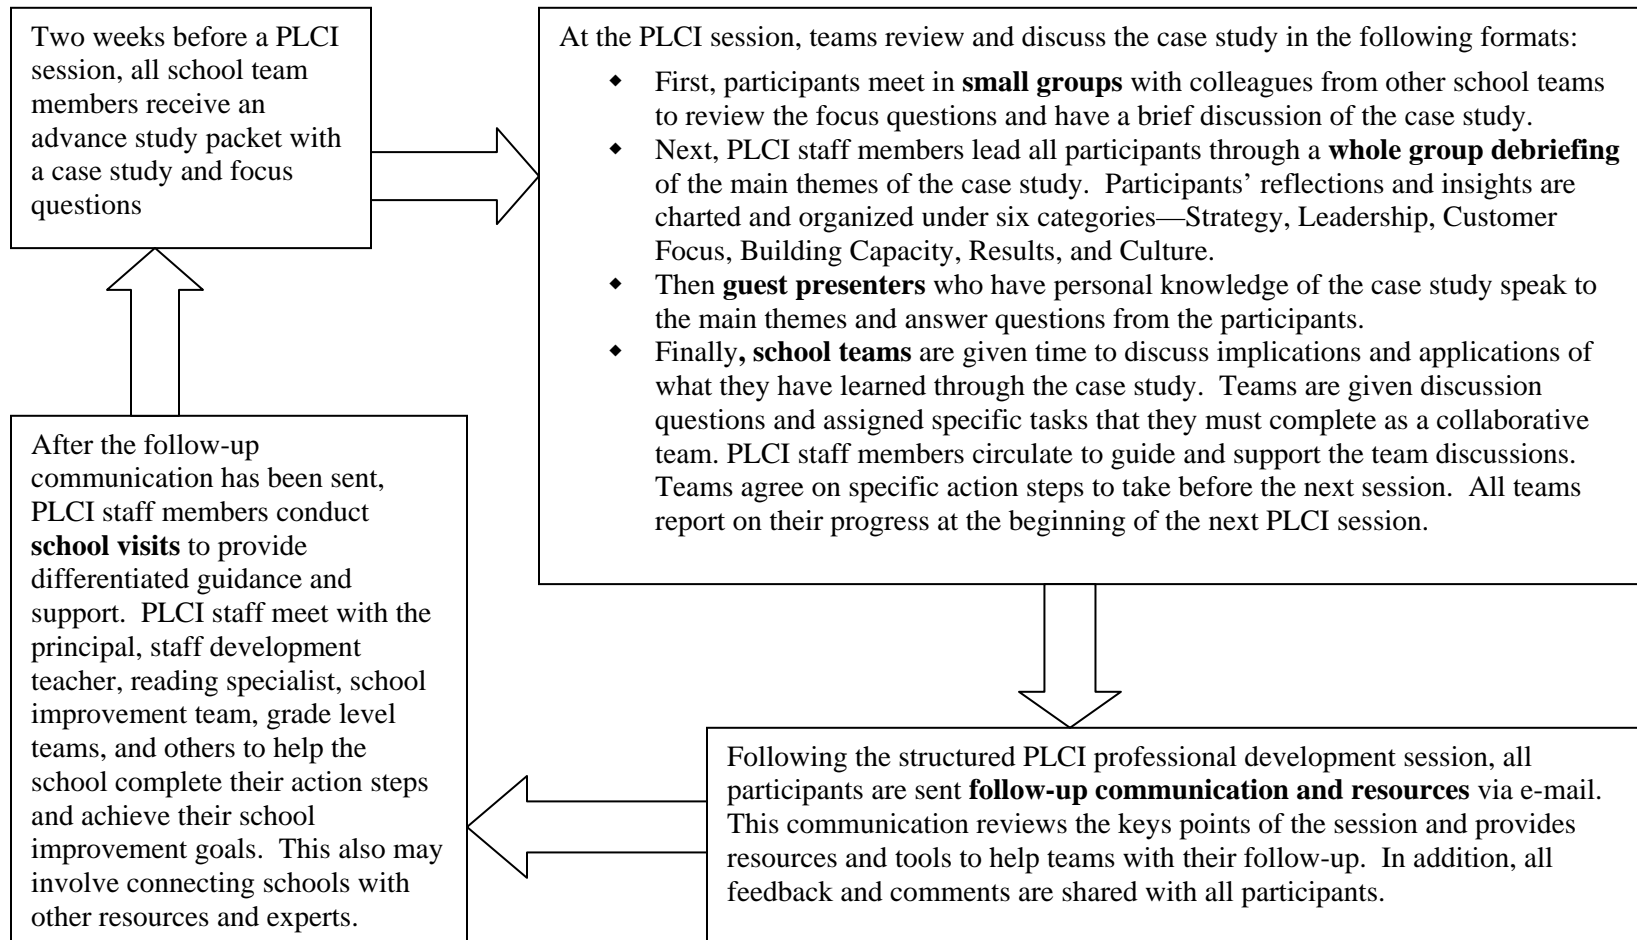 Two weeks before a PLCI
session, all school team
members receive an
advance study packet with
a case study and focus
questions
At the PLCI session, teams review and discuss the case study in the following formats:
◆ First, participants meet in small groups with colleagues from other school teams
to review the focus questions and have a brief discussion of the case study.
◆ Next, PLCI staff members lead all participants through a whole group debriefing
of the main themes of the case study.  Participants’ reflections and insights are
charted and organized under six categories—Strategy, Leadership, Customer
Focus, Building Capacity, Results, and Culture.
◆ Then guest presenters who have personal knowledge of the case study speak to
the main themes and answer questions from the participants.
◆ Finally, school teams are given time to discuss implications and applications of
what they have learned through the case study.  Teams are given discussion
questions and assigned specific tasks that they must complete as a collaborative
team. PLCI staff members circulate to guide and support the team discussions.
Teams agree on specific action steps to take before the next session.  All teams
report on their progress at the beginning of the next PLCI session.
Following the structured PLCI professional development session, all
participants are sent follow-up communication and resources via e-mail.
This communication reviews the keys points of the session and provides
resources and tools to help teams with their follow-up.  In addition, all
feedback and comments are shared with all participants.
After the follow-up
communication has been sent,
PLCI staff members conduct
school visits to provide
differentiated guidance and
support.  PLCI staff meet with the
principal, staff development
teacher, reading specialist, school
improvement team, grade level
teams, and others to help the
school complete their action steps
and achieve their school
improvement goals.  This also may
involve connecting schools with
other resources and experts.